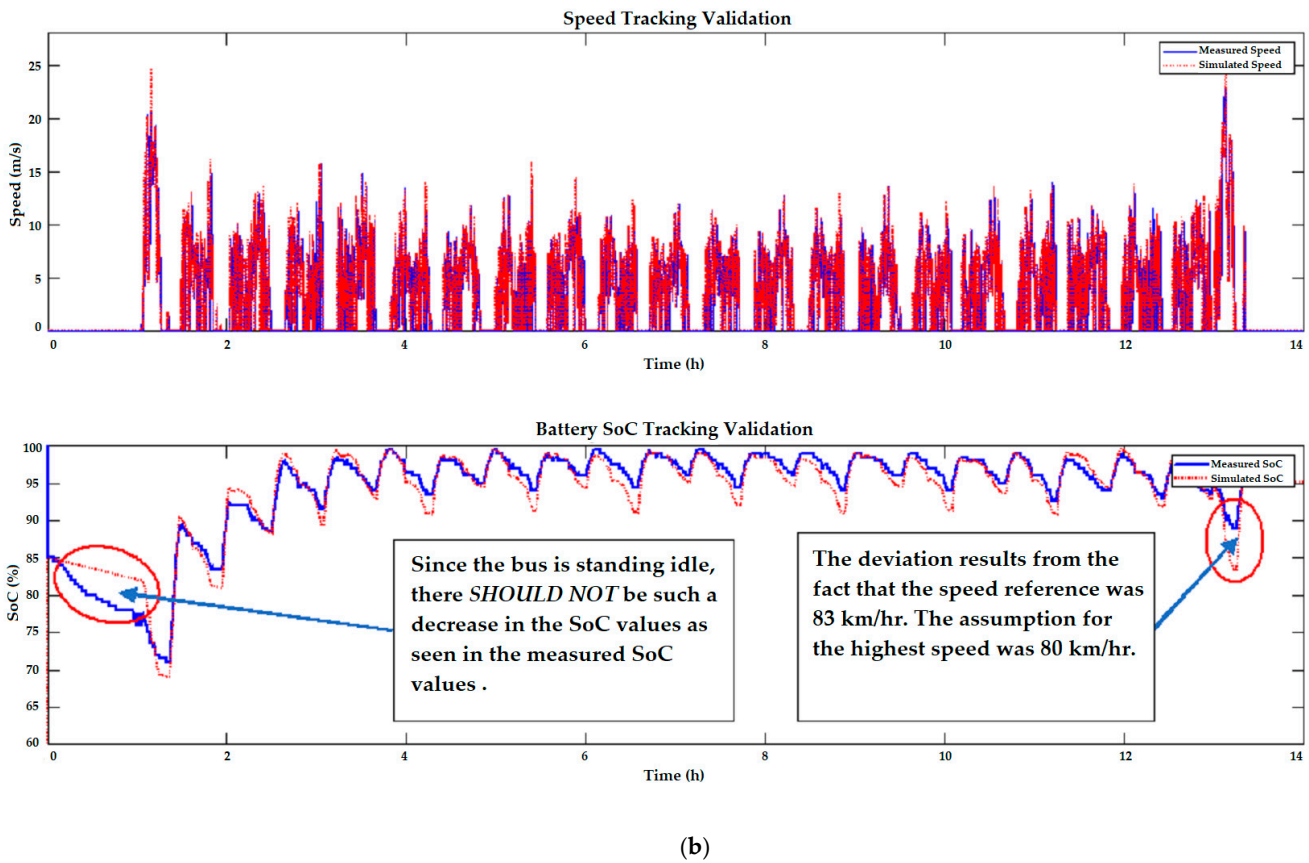 Speed Tracking Validation
Measured Speed
Simulated Speed
25
20
15
10
5
0
Speed (m/s)
0 2 4 6 8 10 12 14
Time (h)
Battery SoC Tracking Validation
Measured SoC
Simulated SoC
100
95
90
85
80
75
70
65
60
SoC (%)
Since the bus is standing idle,
there SHOULD NOT be such a
decrease in the SoC values as
seen in the measured SoC
values .
The deviation results from the
fact that the speed reference was
83 km/hr. The assumption for
the highest speed was 80 km/hr.
0 2 4 6 8 10 12 14
Time (h)
(b)